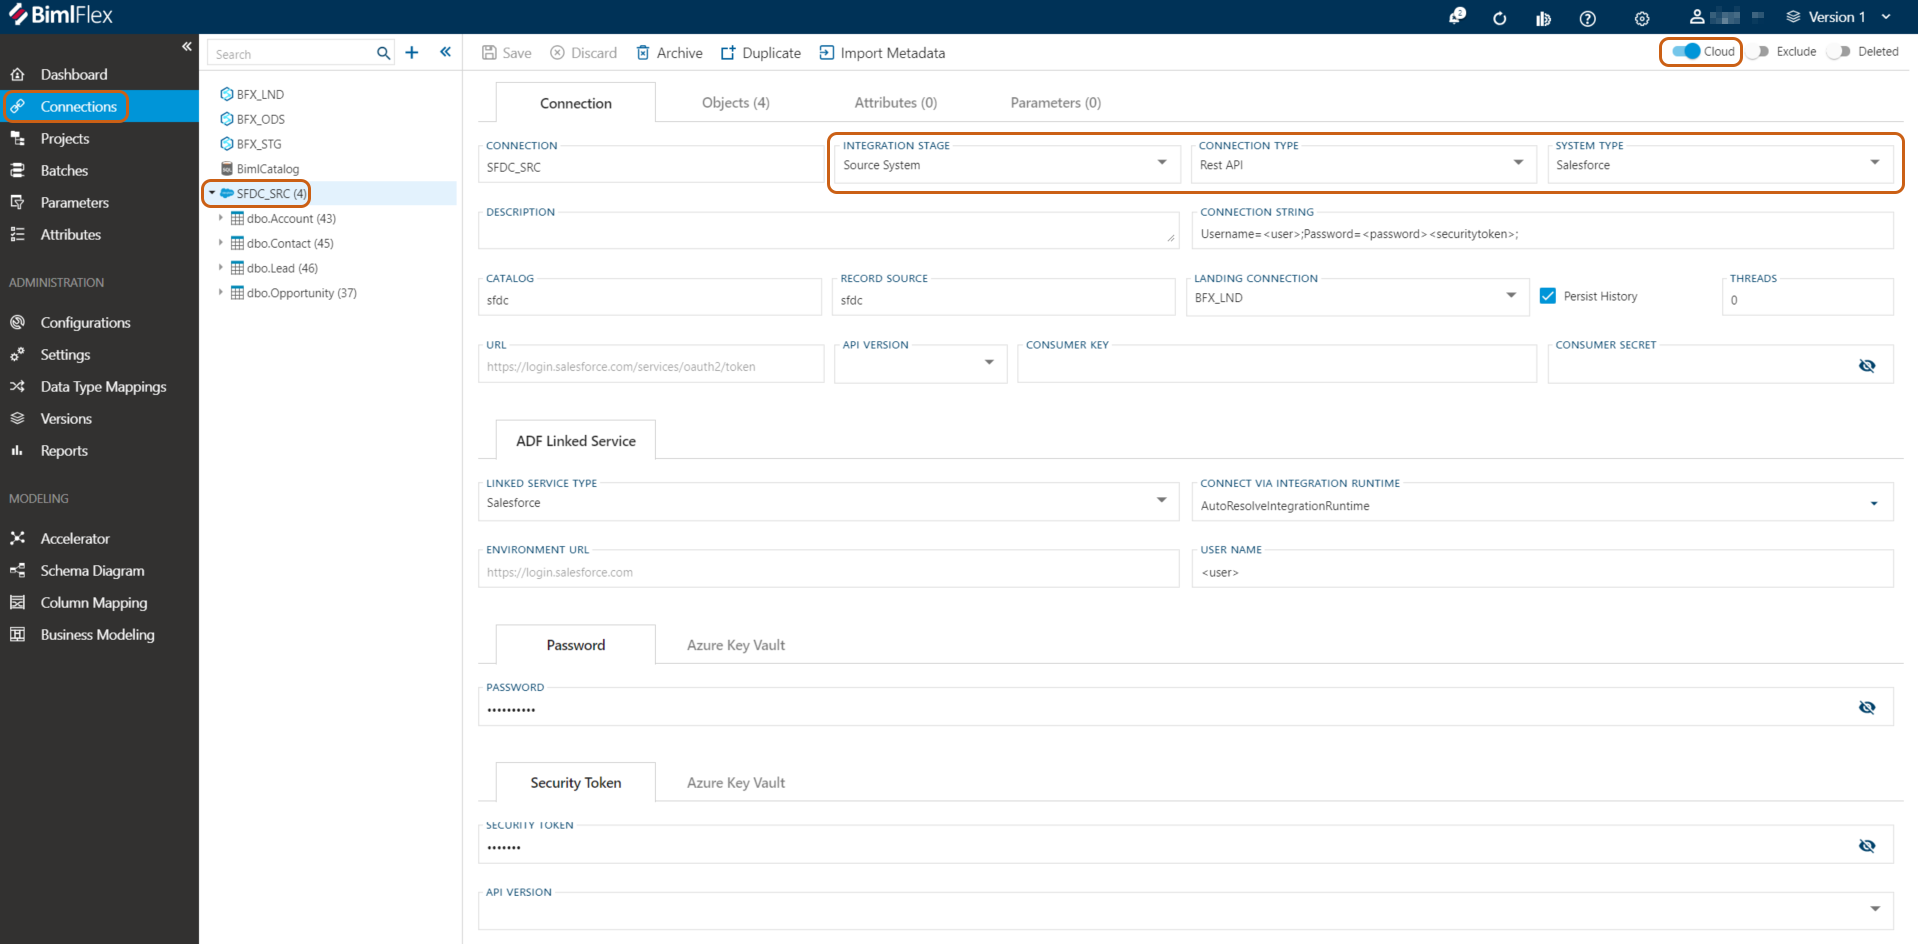 BimlFlex
2
Version 1
Dashboard
Connections
Projects
Batches
Parameters
Attributes
ADMINISTRATION
Configurations
Settings
Data Type Mappings
Versions
Reports
MODELING
Accelerator
Schema Diagram
Column Mapping
Business Modeling
Search
BFX_LND
BFX_ODS
BFX_STG
BimlCatalog
SFDC_SRC (4)
dbo.Account (43)
dbo.Contact (45)
dbo.Lead (46)
dbo.Opportunity (37)
Save
Discard
Archive
Duplicate
Import Metadata
Cloud
Exclude
Deleted
Connection
Objects (4)
Attributes (0)
Parameters (0)
CONNECTION
SFDC_SRC
INTEGRATION STAGE
Source System
CONNECTION TYPE
Rest API
SYSTEM TYPE
Salesforce
DESCRIPTION
CONNECTION STRING
Username=<user>;Password=<password><securitytoken>;
CATALOG
sfdc
RECORD SOURCE
sfdc
LANDING CONNECTION
BFX_LND
Persist History
THREADS
0
URL
https://login.salesforce.com/services/oauth2/token
API VERSION
CONSUMER KEY
CONSUMER SECRET
ADF Linked Service
LINKED SERVICE TYPE
Salesforce
CONNECT VIA INTEGRATION RUNTIME
AutoResolveIntegrationRuntime
ENVIRONMENT URL
https://login.salesforce.com
USER NAME
<user>
Password
Azure Key Vault
PASSWORD
••••••••••
Security Token
Azure Key Vault
SECURITY TOKEN
•••••••
API VERSION